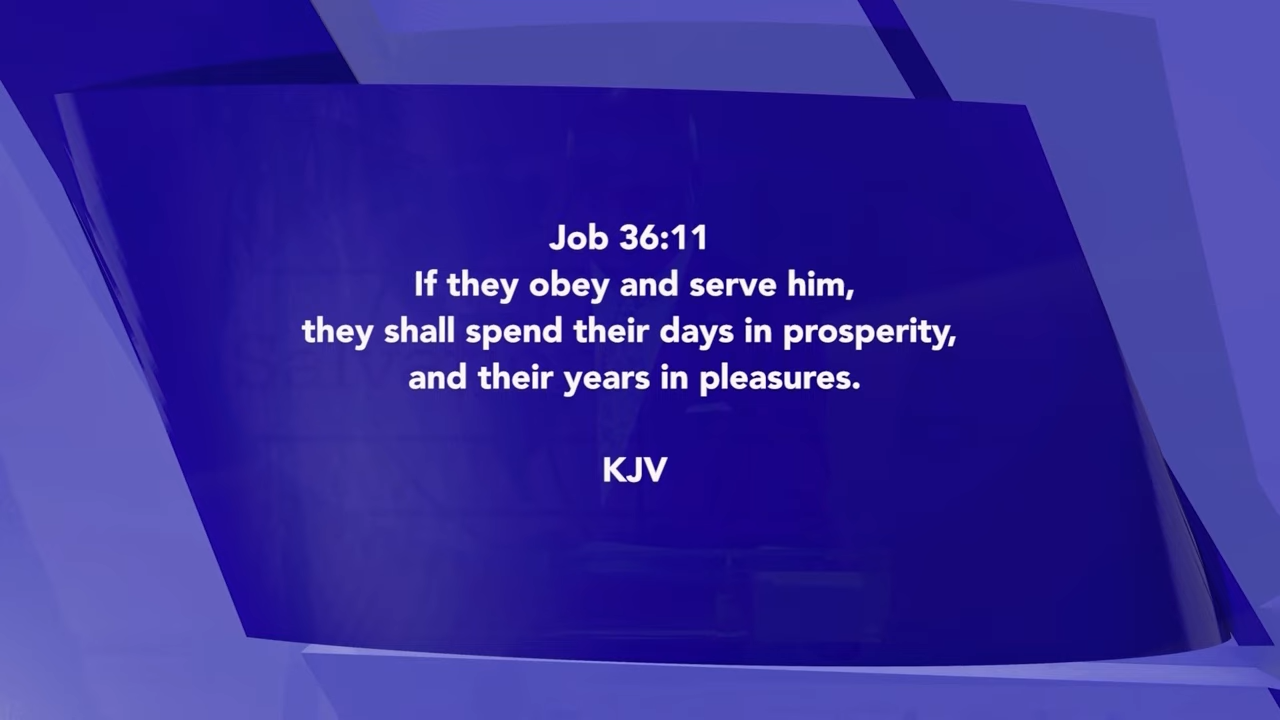 Job 36:11
If they obey and serve him,
they shall spend their days in prosperity,
and their years in pleasures.
KJV